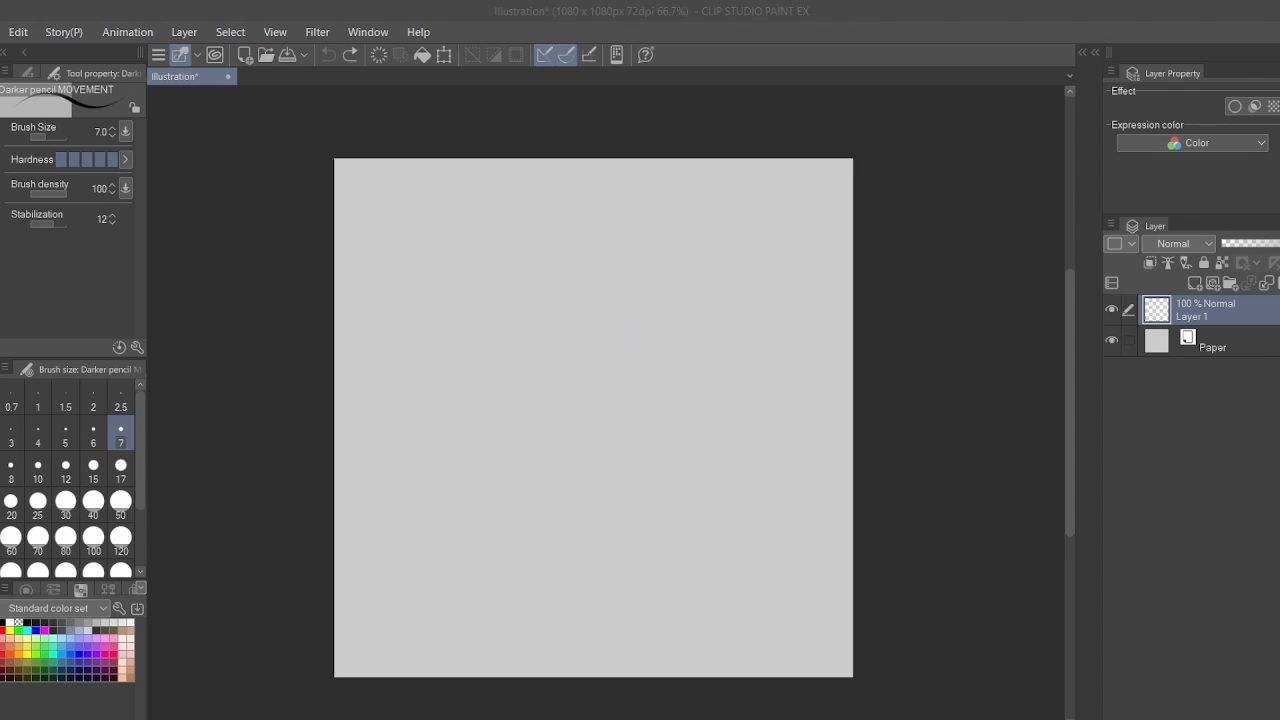 Illustration* (1080 x 1080px 72dpi 66.7%) - CLIP STUDIO PAINT EX
Edit Story(P) Animation Layer Select View Filter Window Help
Tool property: Dark
Illustration*
Layer Property
Darker pencil MOVEMENT
Effect
Brush Size 7.0
Expression color
Color
Hardness
Brush density 100
Stabilization 12
Layer
Normal
100 % Normal
Layer 1
Paper
Brush size: Darker pencil M
0.7 1 1.5 2 2.5
3 4 5 6 7
8 10 12 15 17
20 25 30 40 50
60 70 80 100 120
Standard color set